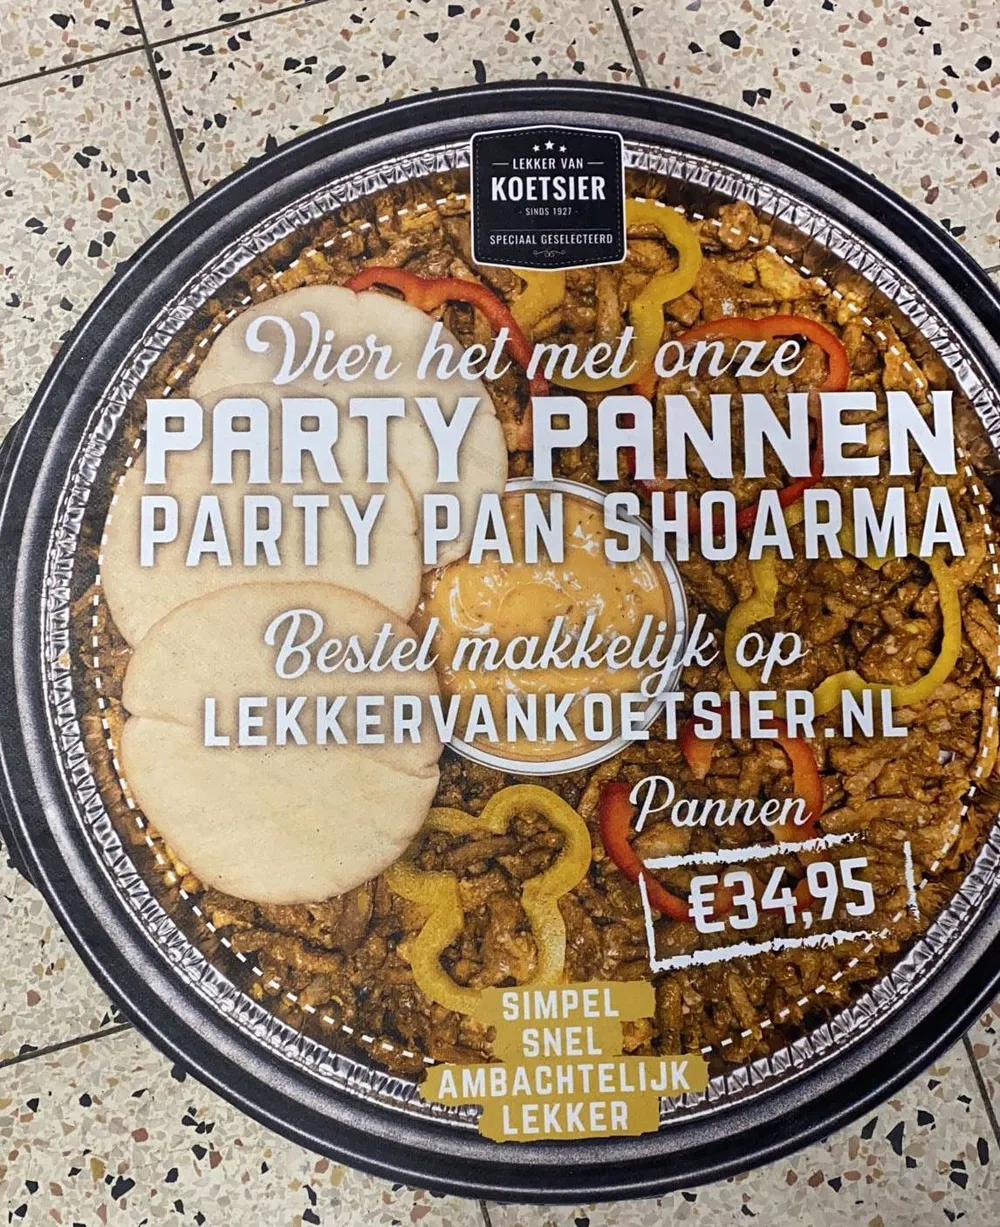 LEKKER VAN
KOETSIER
SINDS 1927
SPECIAAL GESELECTEERD
Vier het met onze
PARTY PANNEN
PARTY PAN SHOARMA
Bestel makkelijk op
LEKKERVANKOETSIER.NL
Pannen
€34,95
SIMPEL
SNEL
AMBACHTELIJK
LEKKER